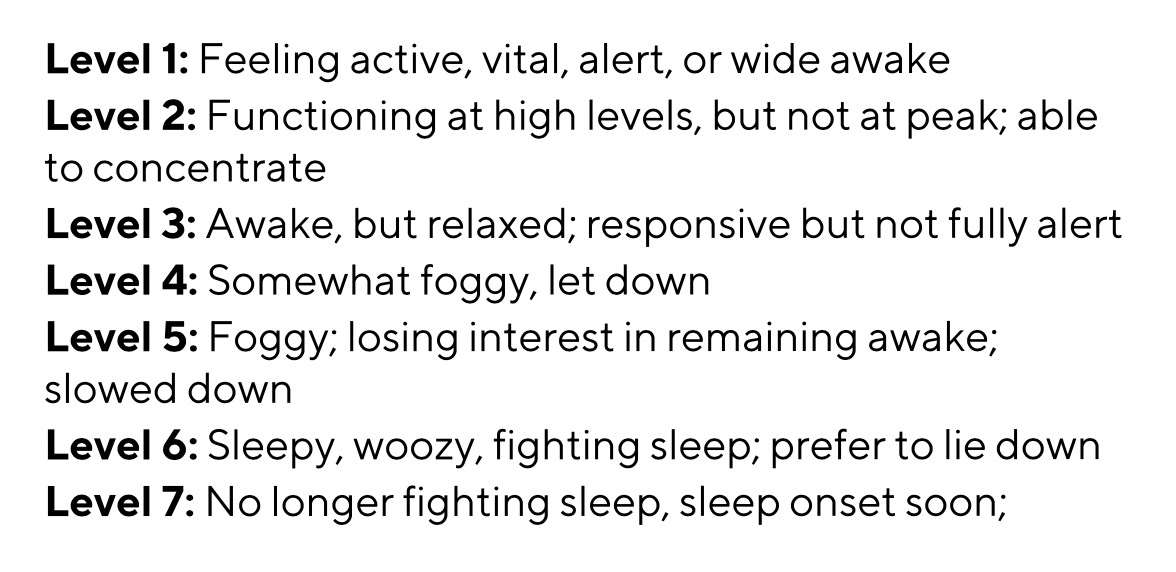 Level 1: Feeling active, vital, alert, or wide awake
Level 2: Functioning at high levels, but not at peak; able
to concentrate
Level 3: Awake, but relaxed; responsive but not fully alert
Level 4: Somewhat foggy, let down
Level 5: Foggy; losing interest in remaining awake;
slowed down
Level 6: Sleepy, woozy, fighting sleep; prefer to lie down
Level 7: No longer fighting sleep, sleep onset soon;